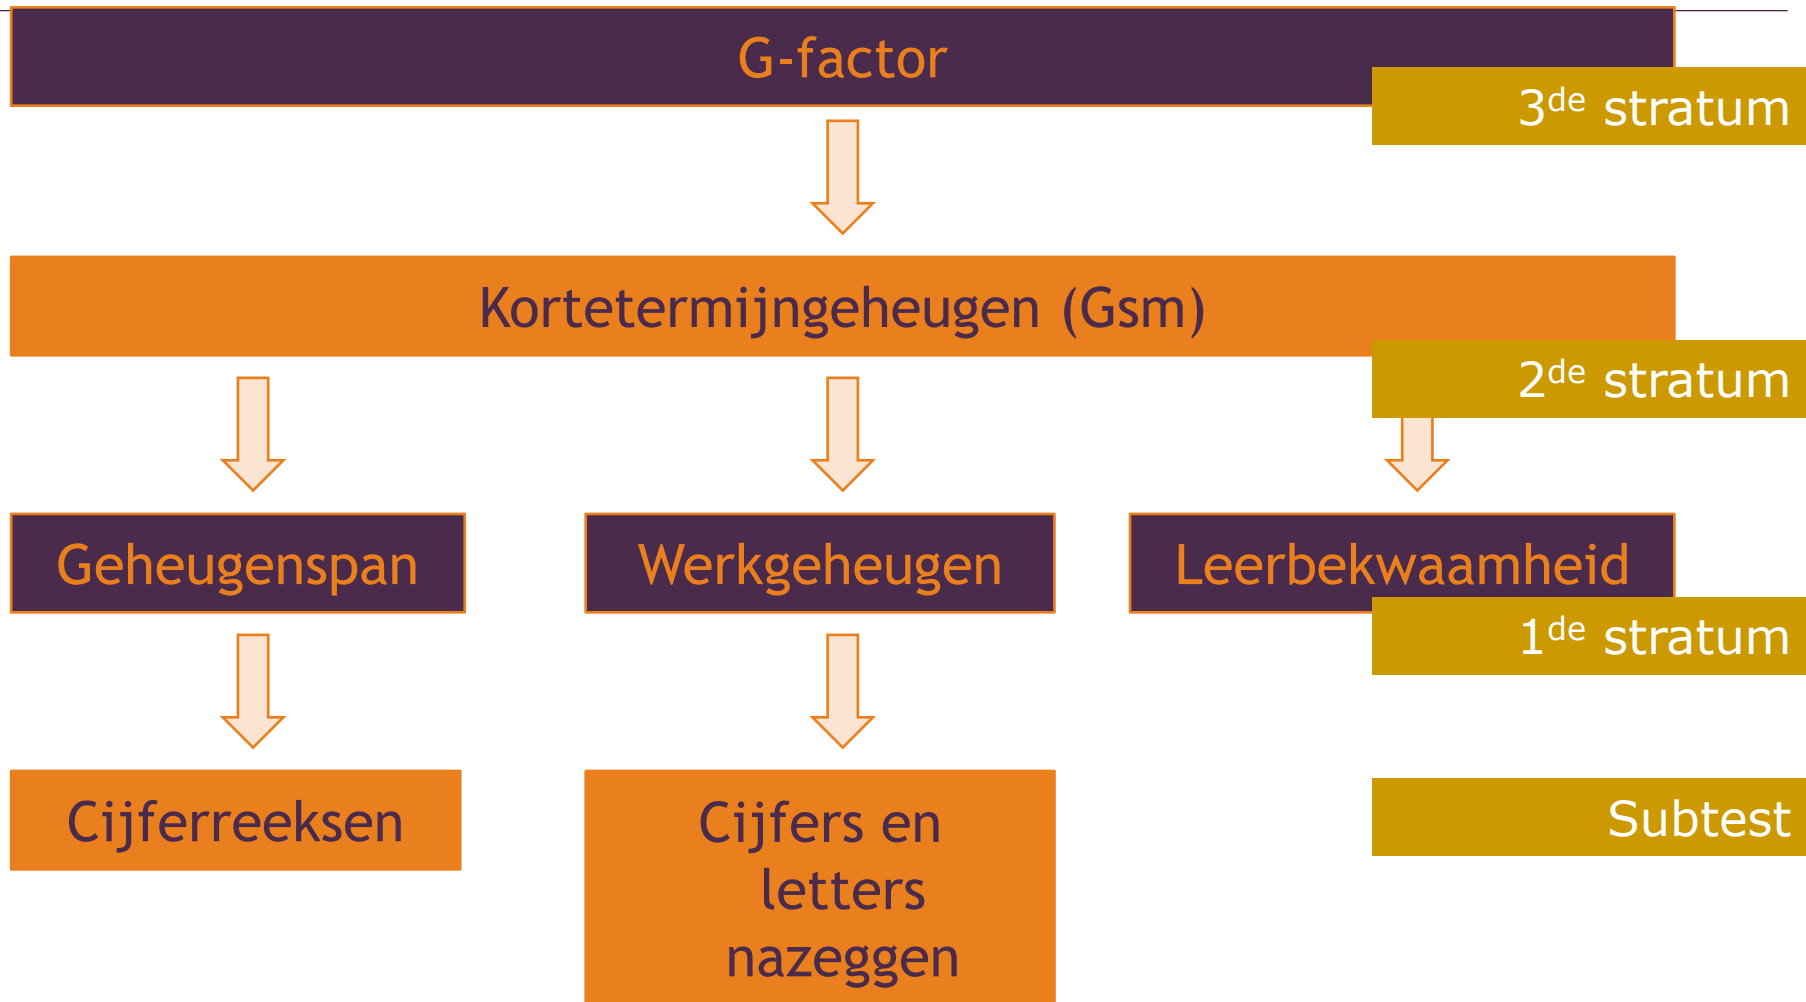 G-factor
3de stratum
Kortetermijngeheugen (Gsm)
2de stratum
Geheugenspan
Werkgeheugen
Leerbekwaamheid
1de stratum
Cijferreeksen
Cijfers en
letters
nazeggen
Subtest